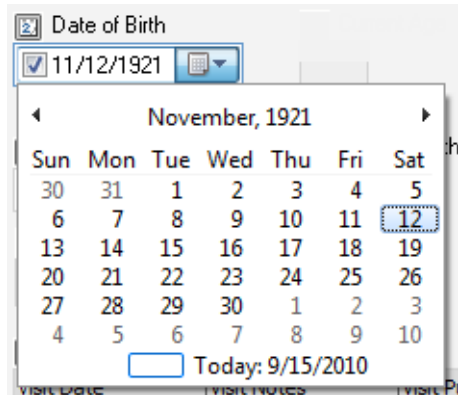 Date of Birth
11/12/1921
November, 1921
Sun Mon Tue Wed Thu Fri Sat
30 31 1 2 3 4 5
6 7 8 9 10 11 12
13 14 15 16 17 18 19
20 21 22 23 24 25 26
27 28 29 30 1 2 3
4 5 6 7 8 9 10
Today: 9/15/2010
Visit Date Visit Notes